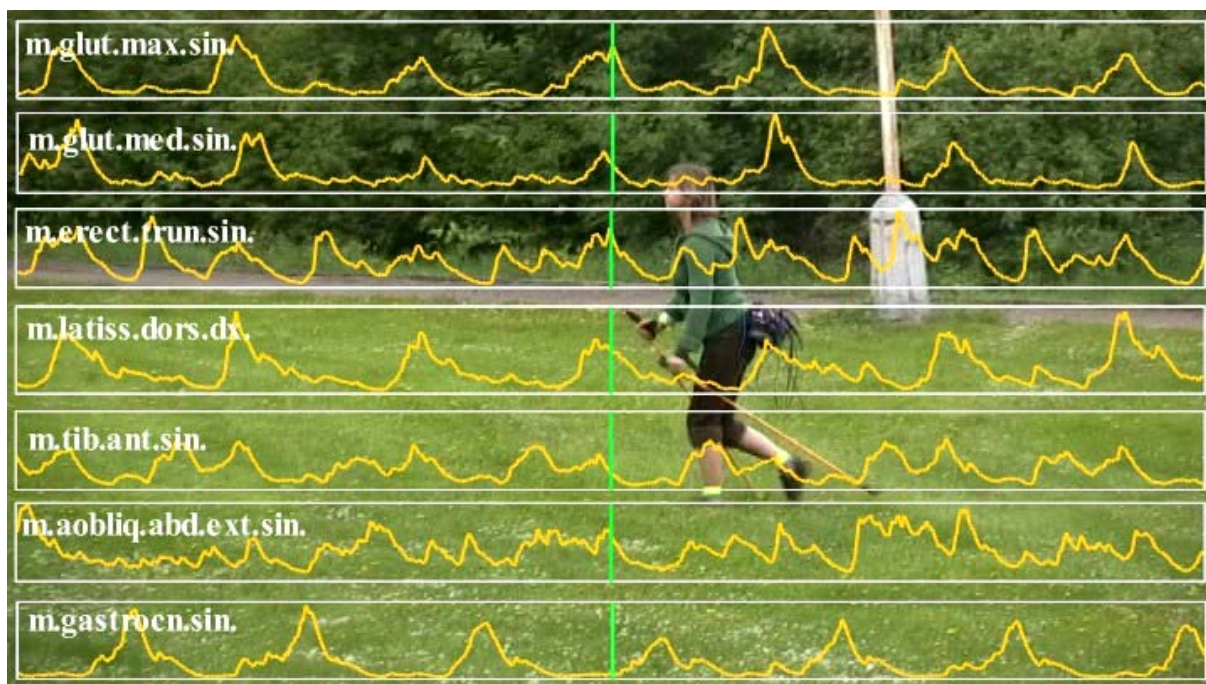 m.glut.max.sin.
m.glut.med.sin.
m.erect.trun.sin.
m.latiss.dors.dx.
m.tib.ant.sin.
m.aobliq.abd.ext.sin.
m.gastrocn.sin.